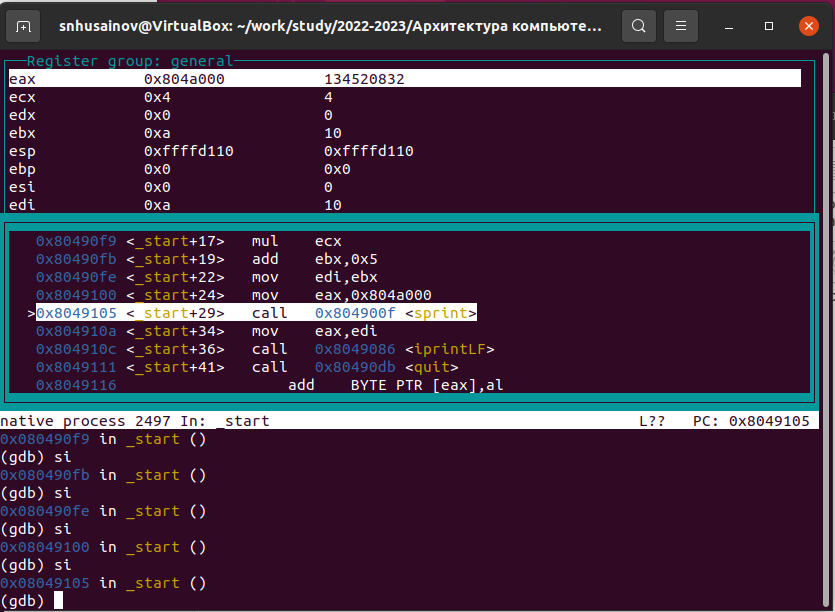 snhusainov@VirtualBox: ~/work/study/2022-2023/Архитектура компьюте...
Register group: general
eax 0x804a000 134520832
ecx 0x4 4
edx 0x0 0
ebx 0xa 10
esp 0xffffd110 0xffffd110
ebp 0x0 0x0
esi 0x0 0
edi 0xa 10
0x80490f9 <_start+17> mul ecx
0x80490fb <_start+19> add ebx,0x5
0x80490fe <_start+22> mov edi,ebx
0x8049100 <_start+24> mov eax,0x804a000
>0x8049105 <_start+29> call 0x804900f <sprint>
0x804910a <_start+34> mov eax,edi
0x804910c <_start+36> call 0x8049086 <iprintLF>
0x8049111 <_start+41> call 0x80490db <quit>
0x8049116 add BYTE PTR [eax],al
native process 2497 In: _start L?? PC: 0x8049105
0x080490f9 in _start ()
(gdb) si
0x080490fb in _start ()
(gdb) si
0x080490fe in _start ()
(gdb) si
0x08049100 in _start ()
(gdb) si
0x08049105 in _start ()
(gdb)